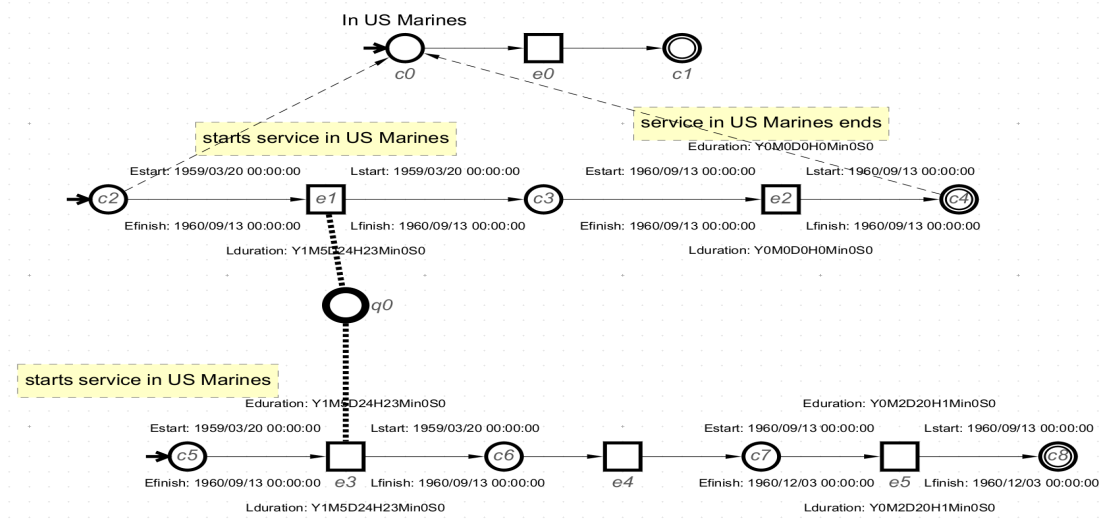 In US Marines
c0
e0
c1
starts service in US Marines
service in US Marines ends
Eduration: Y0M0D0H0Min0S0
Estart: 1959/03/20 00:00:00
Lstart: 1959/03/20 00:00:00
Estart: 1960/09/13 00:00:00
Lstart: 1960/09/13 00:00:00
c2
e1
c3
e2
c4
Efinish: 1960/09/13 00:00:00
Lfinish: 1960/09/13 00:00:00
Efinish: 1960/09/13 00:00:00
Lfinish: 1960/09/13 00:00:00
Lduration: Y1M5D24H23Min0S0
Lduration: Y0M0D0H0Min0S0
q0
starts service in US Marines
Eduration: Y1M5D24H23Min0S0
Eduration: Y0M2D20H1Min0S0
Estart: 1959/03/20 00:00:00
Lstart: 1959/03/20 00:00:00
Estart: 1960/09/13 00:00:00
Lstart: 1960/09/13 00:00:00
c5
c6
c7
c8
Efinish: 1960/09/13 00:00:00
e3
Lfinish: 1960/09/13 00:00:00
e4
Efinish: 1960/12/03 00:00:00
e5
Lfinish: 1960/12/03 00:00:00
Lduration: Y1M5D24H23Min0S0
Lduration: Y0M2D20H1Min0S0